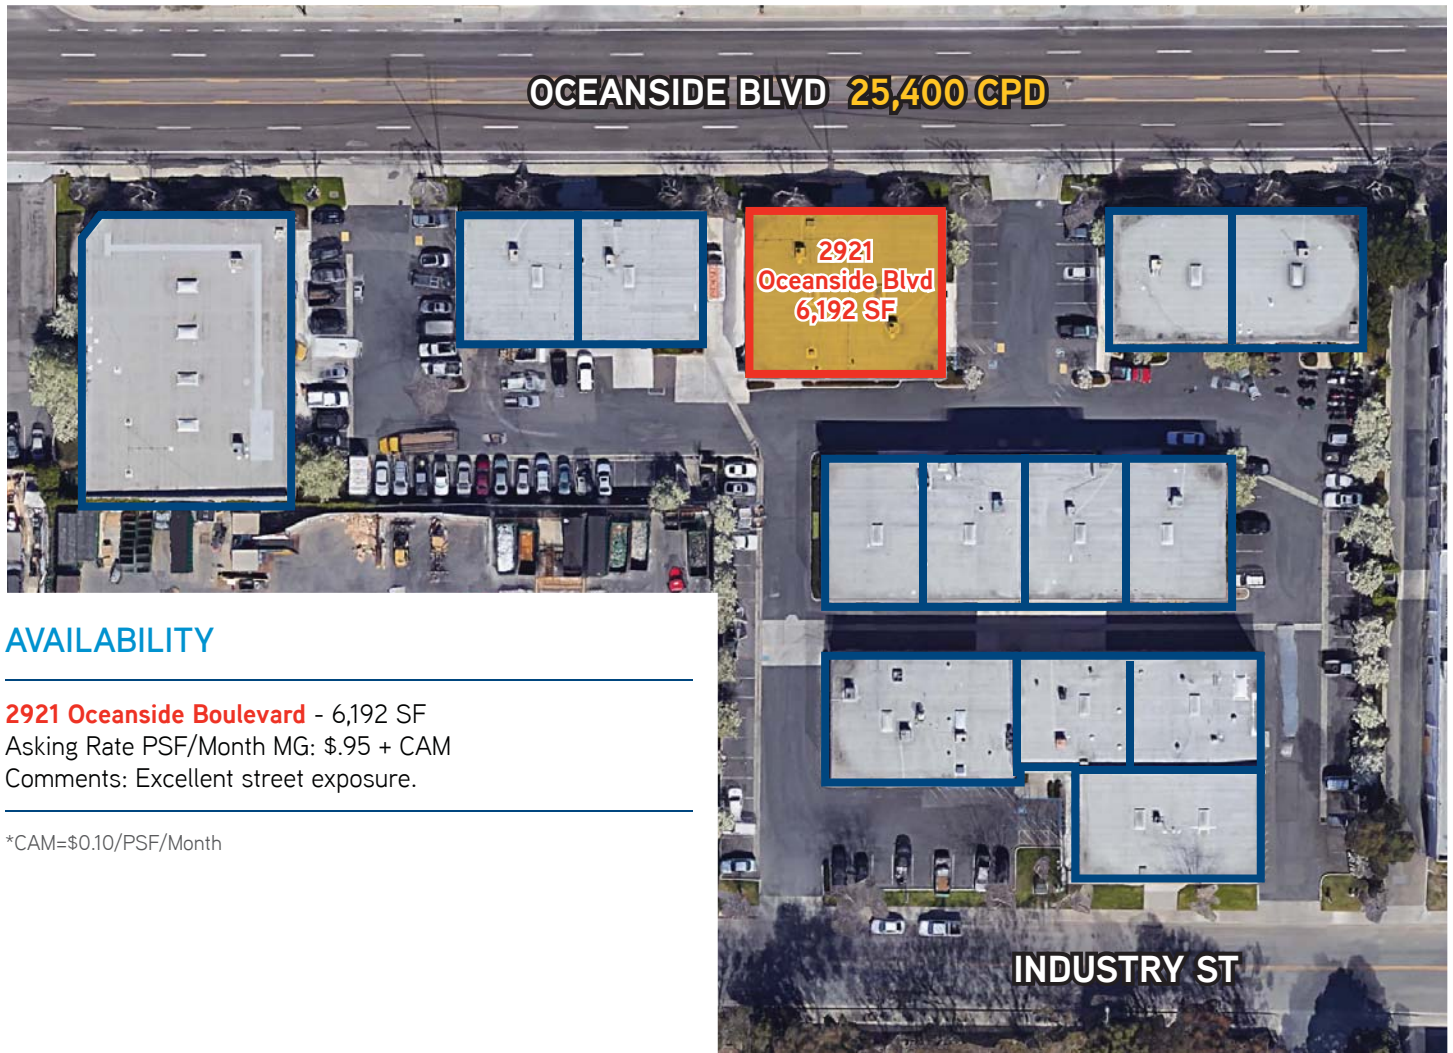 OCEANSIDE BLVD 25,400 CPD
2921
Oceanside Blvd
6,192 SF
AVAILABILITY
2921 Oceanside Boulevard - 6,192 SF
Asking Rate PSF/Month MG: $.95 + CAM
Comments: Excellent street exposure.
*CAM=$0.10/PSF/Month
INDUSTRY ST